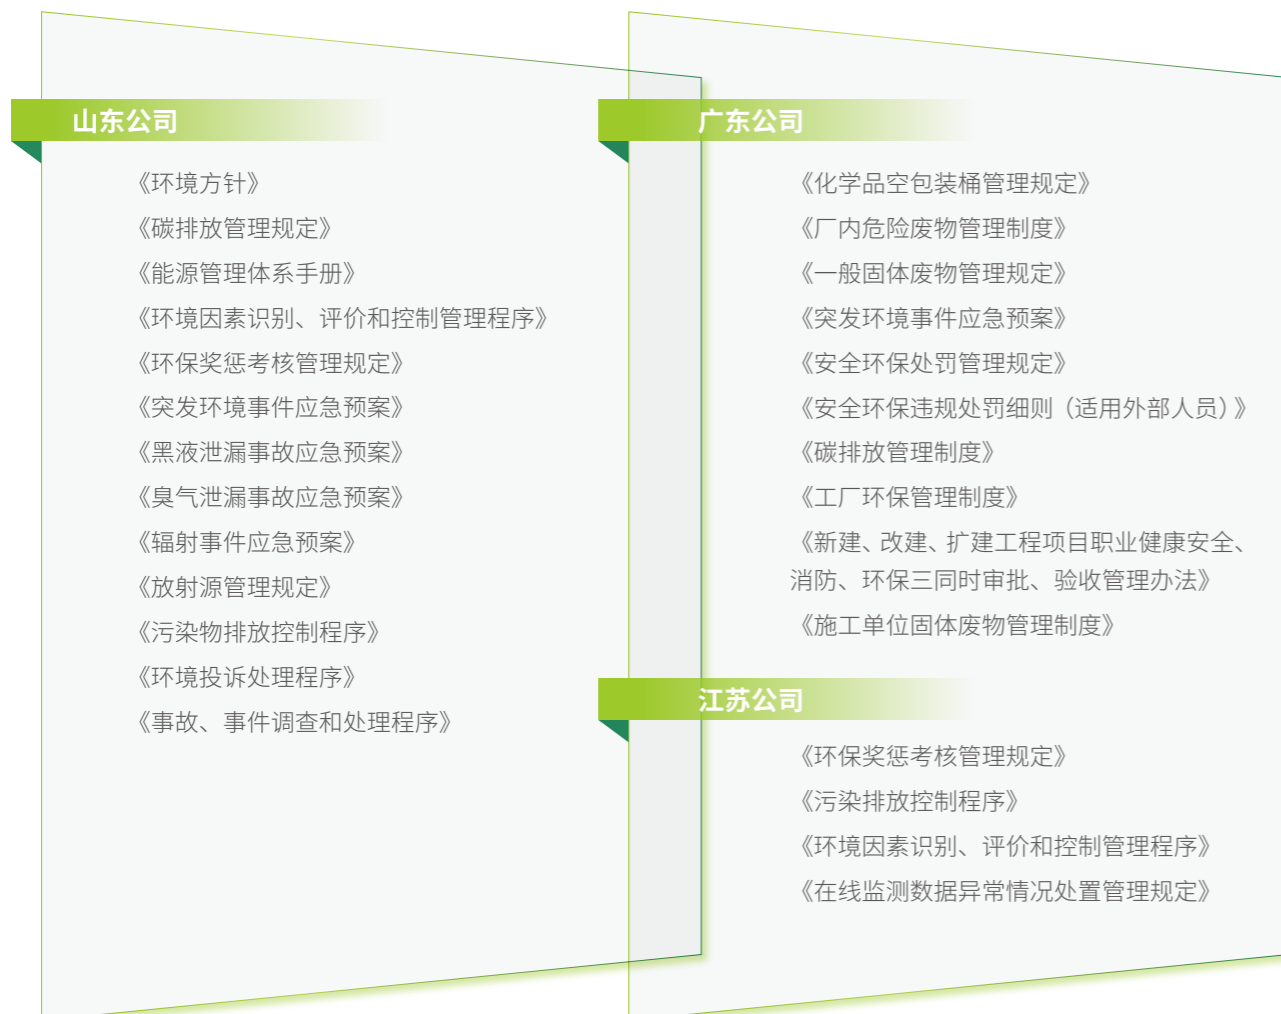 山东公司
《环境方针》
《碳排放管理规定》
《能源管理体系手册》
《环境因素识别、评价和控制管理程序》
《环保奖惩考核管理规定》
《突发环境事件应急预案》
《黑液泄漏事故应急预案》
《臭气泄漏事故应急预案》
《辐射事件应急预案》
《放射源管理规定》
《污染物排放控制程序》
《环境投诉处理程序》
《事故、事件调查和处理程序》
广东公司
《化学品空包装桶管理规定》
《厂内危险废物管理制度》
《一般固体废物管理规定》
《突发环境事件应急预案》
《安全环保处罚管理规定》
《安全环保违规处罚细则（适用外部人员）》
《碳排放管理制度》
《工厂环保管理制度》
《新建、改建、扩建工程项目职业健康安全、
消防、环保三同时审批、验收管理办法》
《施工单位固体废物管理制度》
江苏公司
《环保奖惩考核管理规定》
《污染排放控制程序》
《环境因素识别、评价和控制管理程序》
《在线监测数据异常情况处置管理规定》